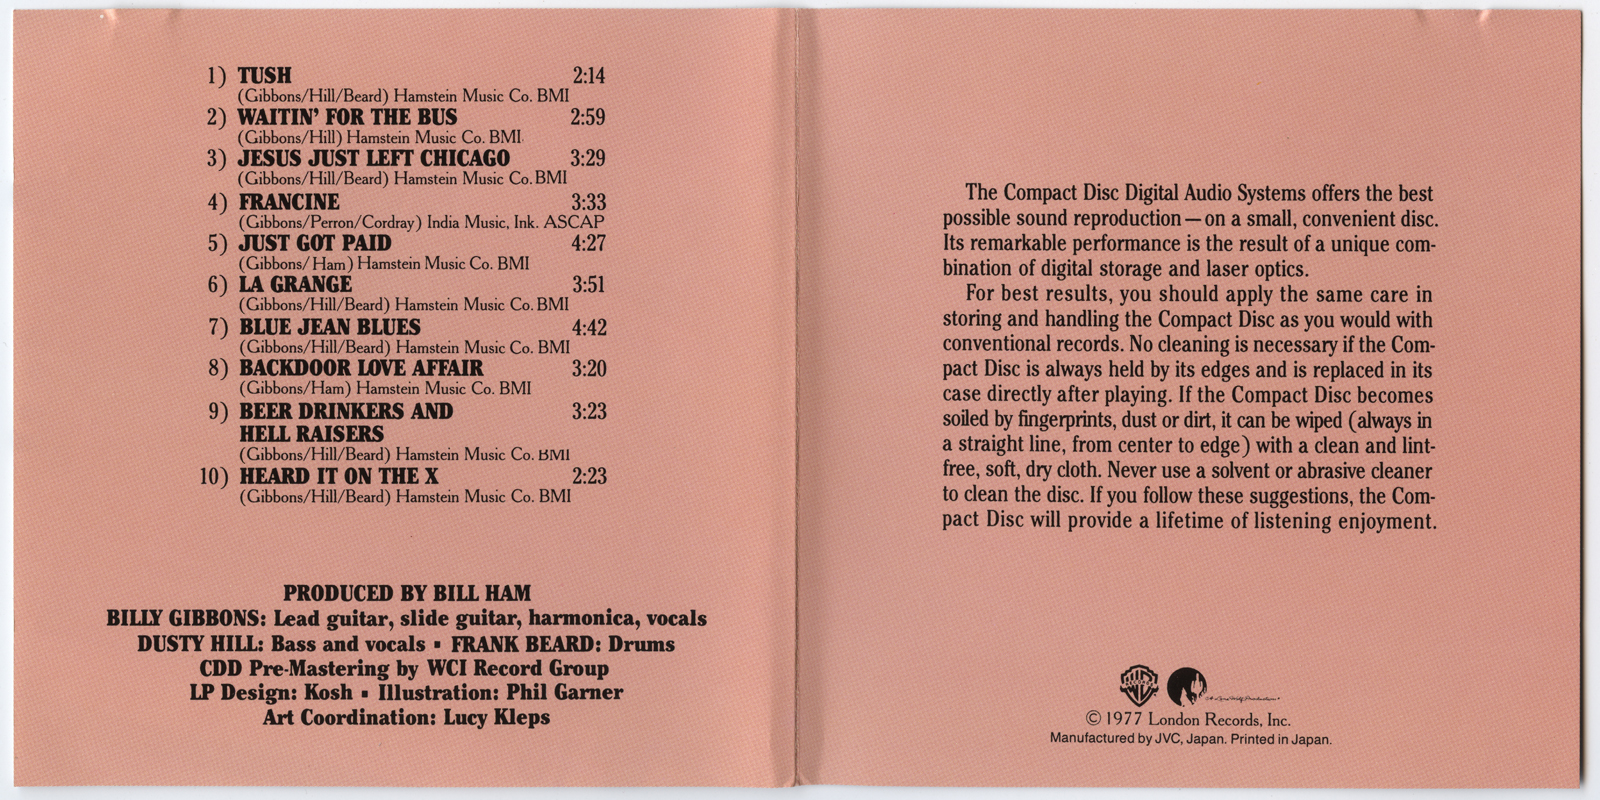 1) TUSH 2:14
(Gibbons/Hill/Beard) Hamstein Music Co. BMI
2) WAITIN' FOR THE BUS 2:59
(Gibbons/Hill) Hamstein Music Co. BMI
3) JESUS JUST LEFT CHICAGO 3:29
(Gibbons/Hill/Beard) Hamstein Music Co. BMI
4) FRANCINE 3:33
(Gibbons/Perron/Cordray) India Music, Ink. ASCAP
5) JUST GOT PAID 4:27
(Gibbons/Ham) Hamstein Music Co. BMI
6) LA GRANGE 3:51
(Gibbons/Hill/Beard) Hamstein Music Co. BMI
7) BLUE JEAN BLUES 4:42
(Gibbons/Hill/Beard) Hamstein Music Co. BMI
8) BACKDOOR LOVE AFFAIR 3:20
(Gibbons/Ham) Hamstein Music Co. BMI
9) BEER DRINKERS AND 3:23
HELL RAISERS
(Gibbons/Hill/Beard) Hamstein Music Co. BMI
10) HEARD IT ON THE X 2:23
(Gibbons/Hill/Beard) Hamstein Music Co. BMI
PRODUCED BY BILL HAM
BILLY GIBBONS: Lead guitar, slide guitar, harmonica, vocals
DUSTY HILL: Bass and vocals ▪ FRANK BEARD: Drums
CDD Pre-Mastering by WCI Record Group
LP Design: Kosh ▪ Illustration: Phil Garner
Art Coordination: Lucy Kleps
The Compact Disc Digital Audio Systems offers the best
possible sound reproduction—on a small, convenient disc.
Its remarkable performance is the result of a unique com-
bination of digital storage and laser optics.
For best results, you should apply the same care in
storing and handling the Compact Disc as you would with
conventional records. No cleaning is necessary if the Com-
pact Disc is always held by its edges and is replaced in its
case directly after playing. If the Compact Disc becomes
soiled by fingerprints, dust or dirt, it can be wiped (always in
a straight line, from center to edge) with a clean and lint-
free, soft, dry cloth. Never use a solvent or abrasive cleaner
to clean the disc. If you follow these suggestions, the Com-
pact Disc will provide a lifetime of listening enjoyment.
© 1977 London Records, Inc.
Manufactured by JVC, Japan. Printed in Japan.